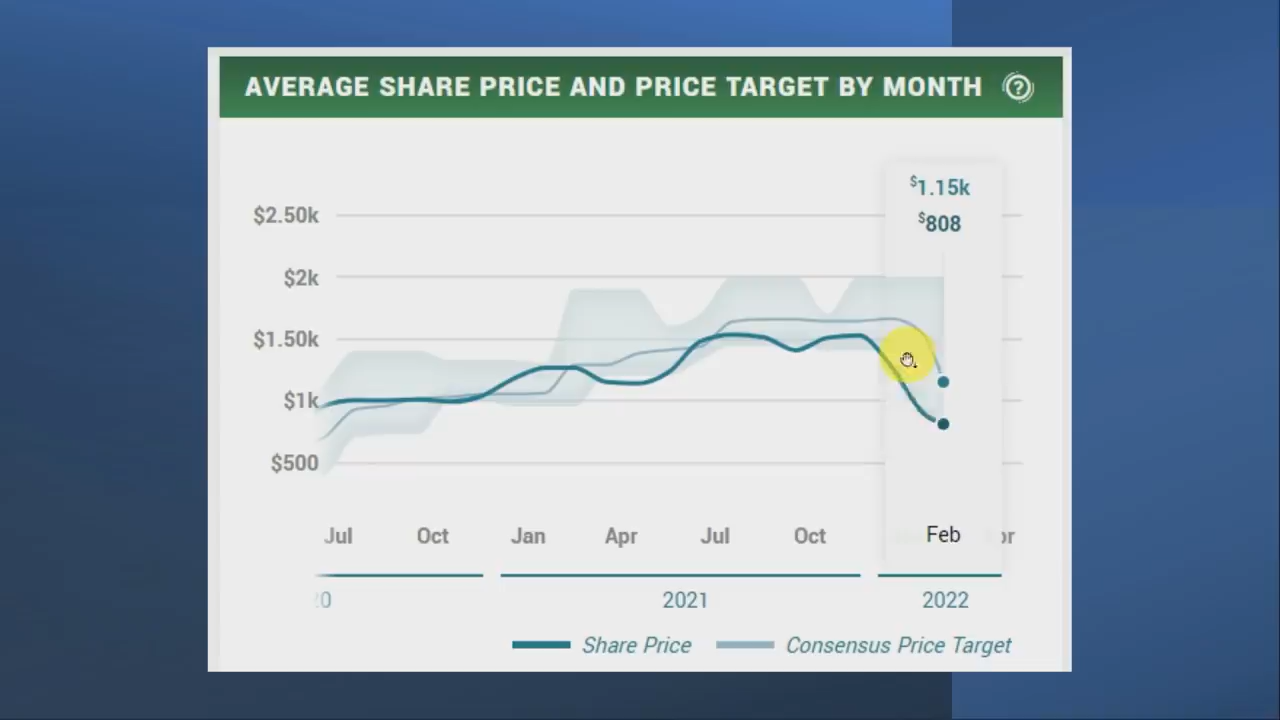 AVERAGE SHARE PRICE AND PRICE TARGET BY MONTH ?
$1.15k
$808
$2.50k
$2k
$1.50k
$1k
$500
Jul Oct Jan Apr Jul Oct Feb
2021 2022
Share Price Consensus Price Target